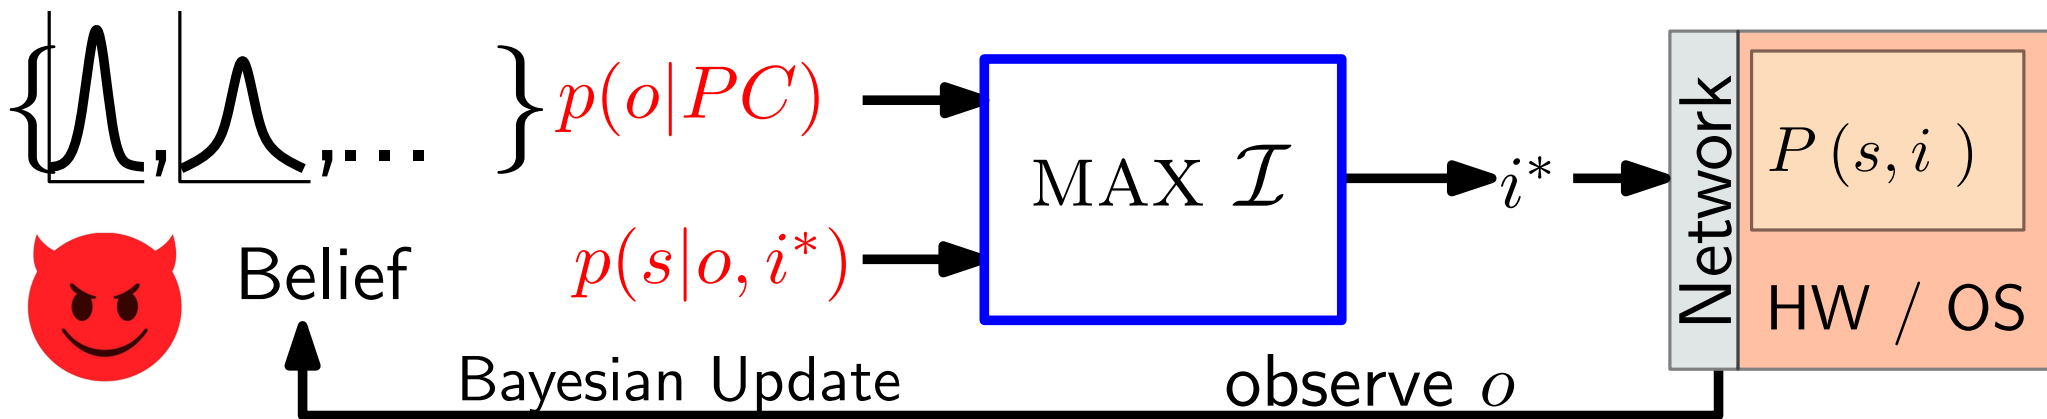 { , ,... } p(o|PC)
MAX ℐ
i*
Network
P (s, i )
Belief
p(s|o, i*)
HW / OS
Bayesian Update
observe o